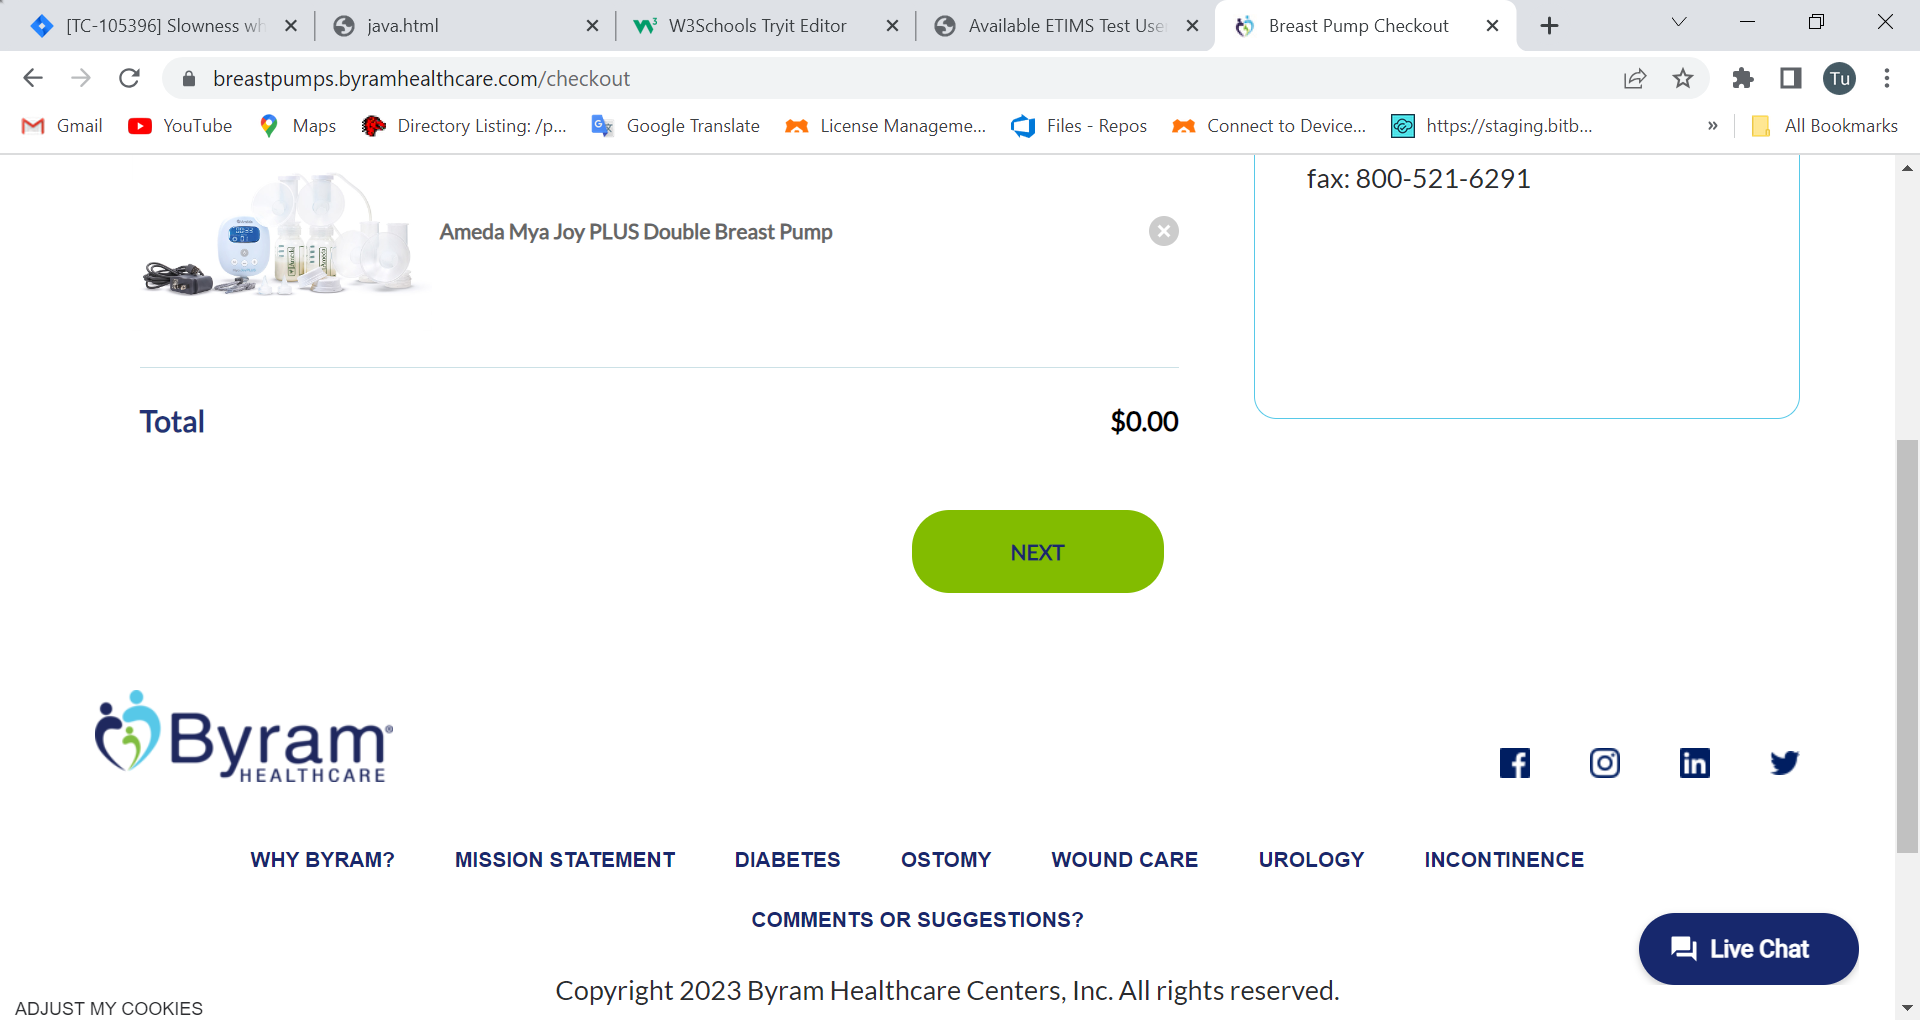 [TC-105396] Slowness wh
java.html
W3Schools Tryit Editor
Available ETIMS Test Use
Breast Pump Checkout
breastpumps.byramhealthcare.com/checkout
Tu
Gmail
YouTube
Maps
Directory Listing: /p...
Google Translate
License Manageme...
Files - Repos
Connect to Device...
https://staging.bitb...
»
All Bookmarks
fax: 800-521-6291
Ameda Mya Joy PLUS Double Breast Pump
Total
$0.00
NEXT
Byram®
HEALTHCARE
WHY BYRAM?
MISSION STATEMENT
DIABETES
OSTOMY
WOUND CARE
UROLOGY
INCONTINENCE
COMMENTS OR SUGGESTIONS?
Live Chat
Copyright 2023 Byram Healthcare Centers, Inc. All rights reserved.
ADJUST MY COOKIES